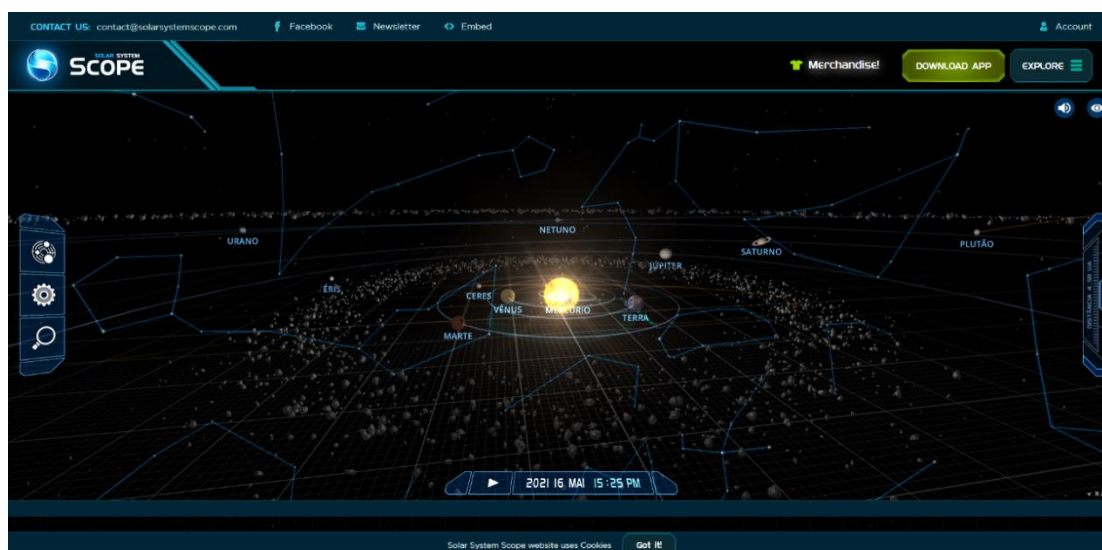 CONTACT US: contact@solarsystemscope.com Facebook Newsletter Embed Account
SOLAR SYSTEM
SCOPE Merchandise! DOWNLOAD APP EXPLORE
NETUNO
URANO PLUTÃO
SATURNO
JÚPITER
ÉRIS
CERES
VÊNUS MERCÚRIO
TERRA
MARTE
2021 16 MAI 15:25 PM
Solar System Scope website uses Cookies Got it!